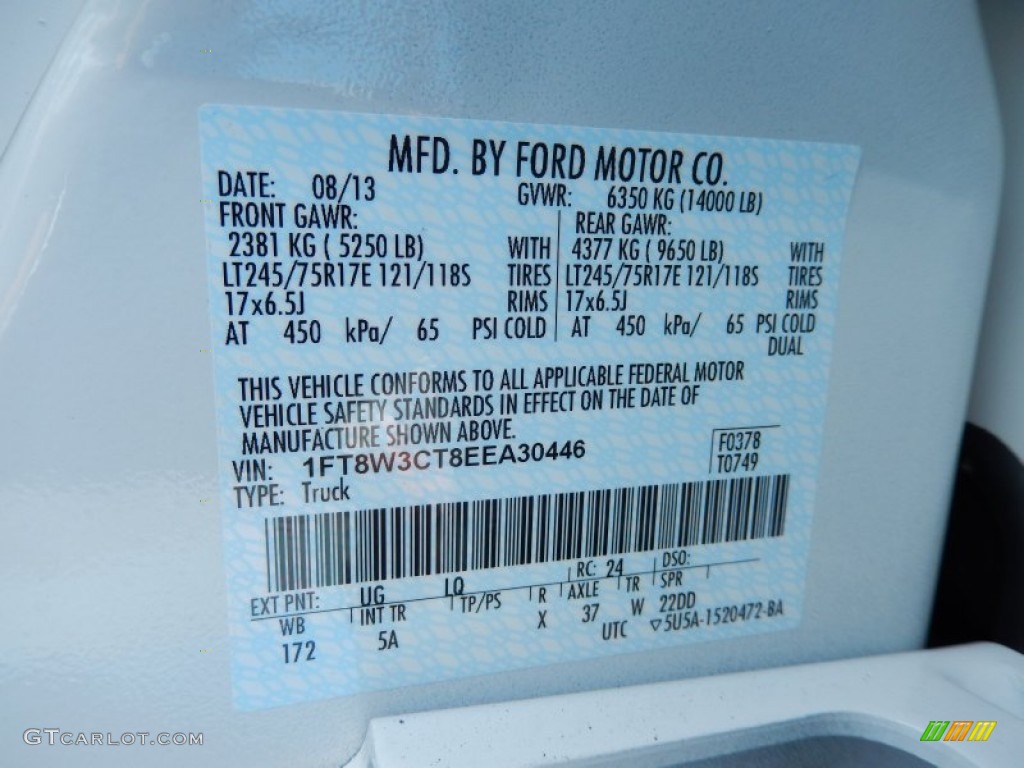 MFD. BY FORD MOTOR CO.
DATE: 08/13 GVWR: 6350 KG (14000 LB)
FRONT GAWR: REAR GAWR:
2381 KG ( 5250 LB) WITH 4377 KG ( 9650 LB) WITH
LT245/75R17E 121/118S TIRES LT245/75R17E 121/118S TIRES
17x6.5J RIMS 17x6.5J RIMS
AT 450 kPa/ 65 PSI COLD AT 450 kPa/ 65 PSI COLD
DUAL
THIS VEHICLE CONFORMS TO ALL APPLICABLE FEDERAL MOTOR
VEHICLE SAFETY STANDARDS IN EFFECT ON THE DATE OF
MANUFACTURE SHOWN ABOVE.
VIN: 1FT8W3CT8EEA30446 F0378
TYPE: Truck T0749
EXT PNT: UG LQ RC: 24 DSO:
WB INT TR TP/PS R AXLE TR SPR
172 5A X 37 W 22DD
UTC ▽5U5A-1520472-BA
GTCARLOT.COM